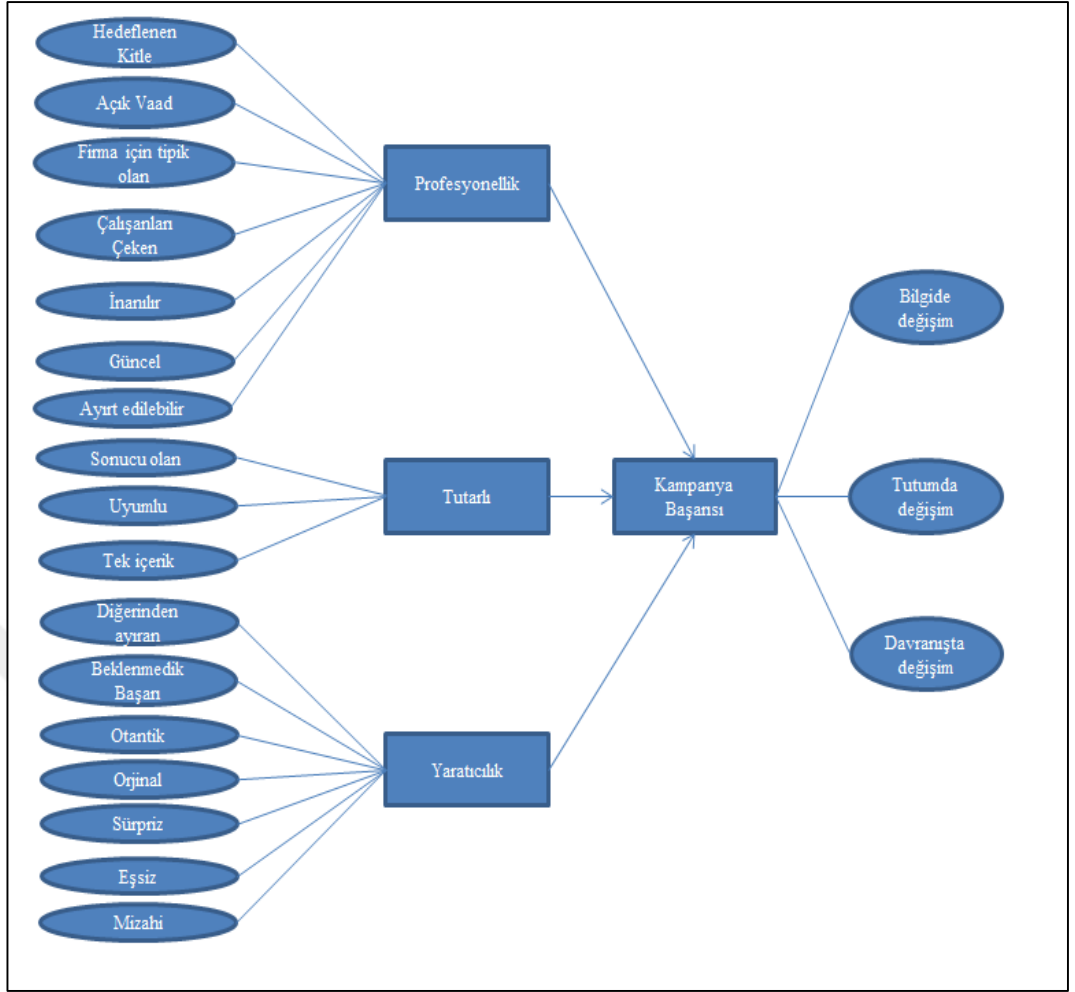 Hedeflenen
Kitle
Açık Vaad
Firma için tipik
olan
Çalışanları
Çeken
İnanılır
Güncel
Ayırt edilebilir
Sonucu olan
Uyumlu
Tek içerik
Diğerinden
ayıran
Beklenmedik
Başarı
Otantik
Orjinal
Sürpriz
Eşsiz
Mizahi
Profesyonellik
Tutarlı
Yaratıcılık
Kampanya
Başarısı
Bilgide
değişim
Tutumda
değişim
Davranışta
değişim